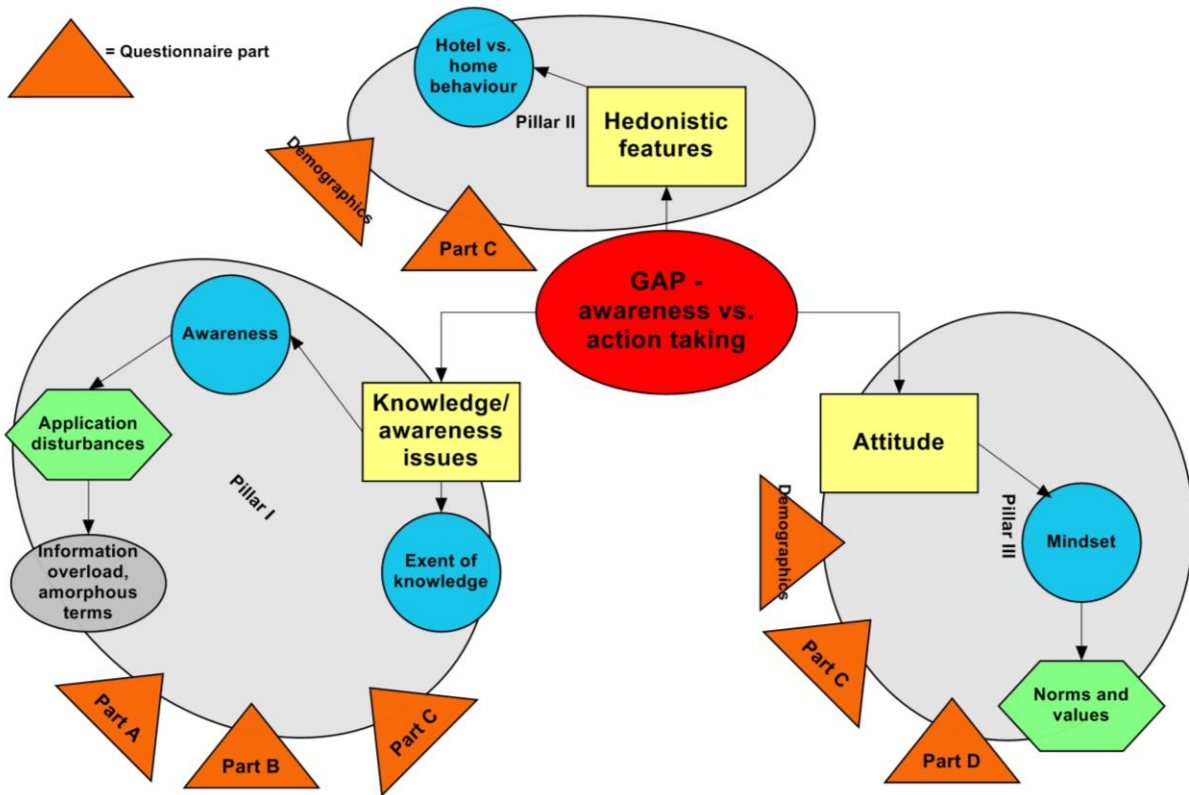 = Questionnaire part
Hotel vs.
home
behaviour
Pillar II
Hedonistic
features
Demographics
Part C
GAP -
awareness vs.
action taking
Awareness
Application
disturbances
Knowledge/
awareness
issues
Pillar I
Information
overload,
amorphous
terms
Exent of
knowledge
Part A
Part B
Part C
Attitude
Demographics
Pillar III
Mindset
Part C
Norms and
values
Part D